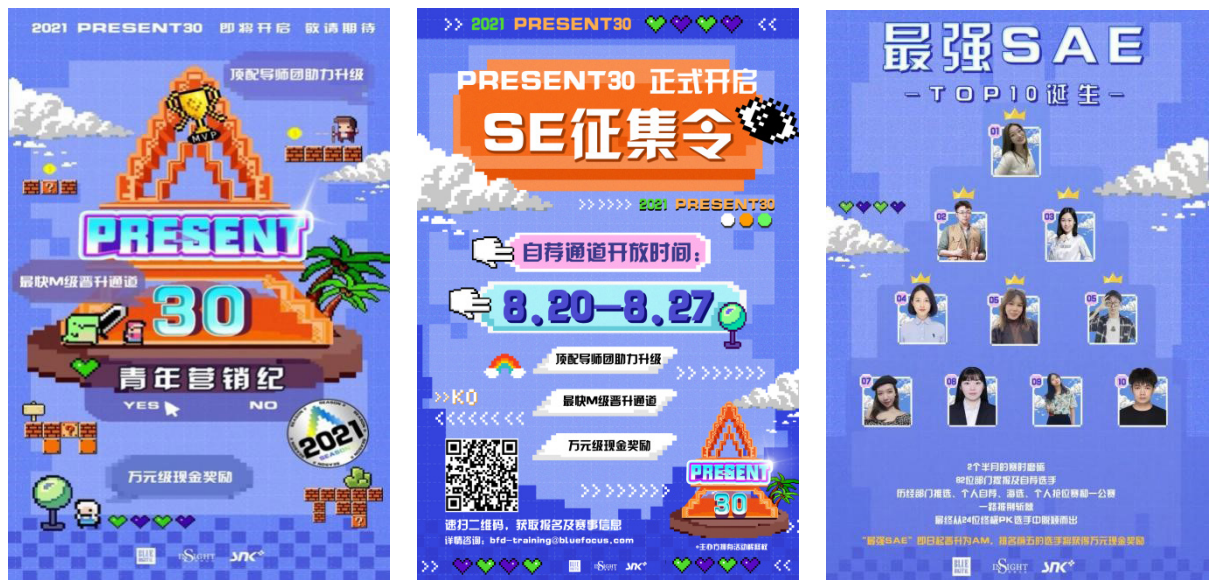 2021 PRESENT30 即将开启 敬请期待
顶配导师团助力升级
MVP
PRESENT
最快M级晋升通道
30
青年营销纪
YES NO
2021
万元级现金奖励
BLUE
INSIGHT
SNK
2021 PRESENT30
PRESENT30 正式开启
SE征集令
2021 PRESENT30
自荐通道开放时间：
8.20—8.27
顶配导师团助力升级
KO
最快M级晋升通道
万元级现金奖励
PRESENT
30
速扫二维码，获取报名及赛事信息
详情咨询：bfd-training@bluefocus.com
最强SAE
—TOP10诞生—
01
02
03
04
05
05
07
08
09
10
2个半月的赛时磨砺
82位部门教报及自荐选手
历经部门推选、个人自荐、海选、个人抢位赛和一公赛
一路披荆斩棘
最终从24位终极PK选手中脱颖而出
“最强SAE”即日起晋升为AM，排名前五的选手将获得万元现金奖励